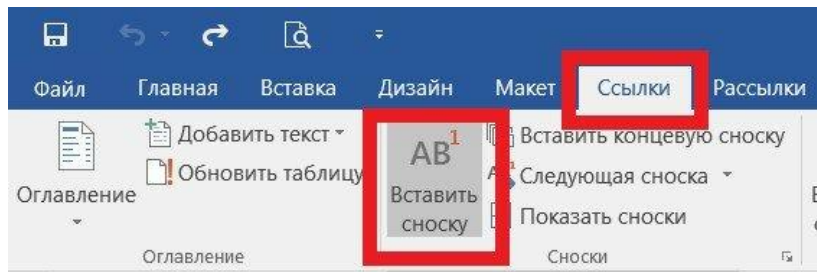 Файл Главная Вставка Дизайн Макет Ссылки Рассылки
Оглавление
Добавить текст
Обновить таблицу
Оглавление
AB1
Вставить
сноску
Вставить концевую сноску
Следующая сноска
Показать сноски
Сноски